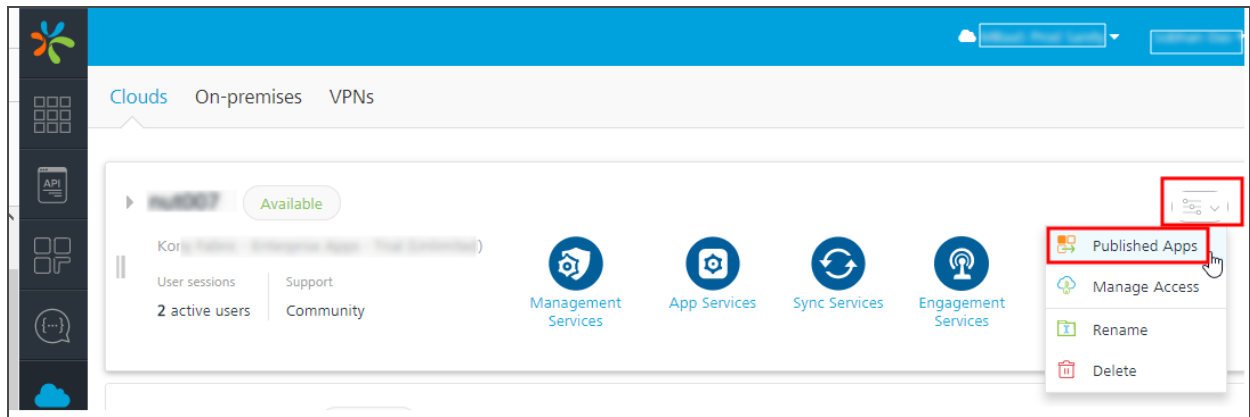 Clouds On-premises VPNs
API
Available
User sessions Support
2 active users Community
Management Services
App Services
Sync Services
Engagement Services
Published Apps
Manage Access
Rename
Delete